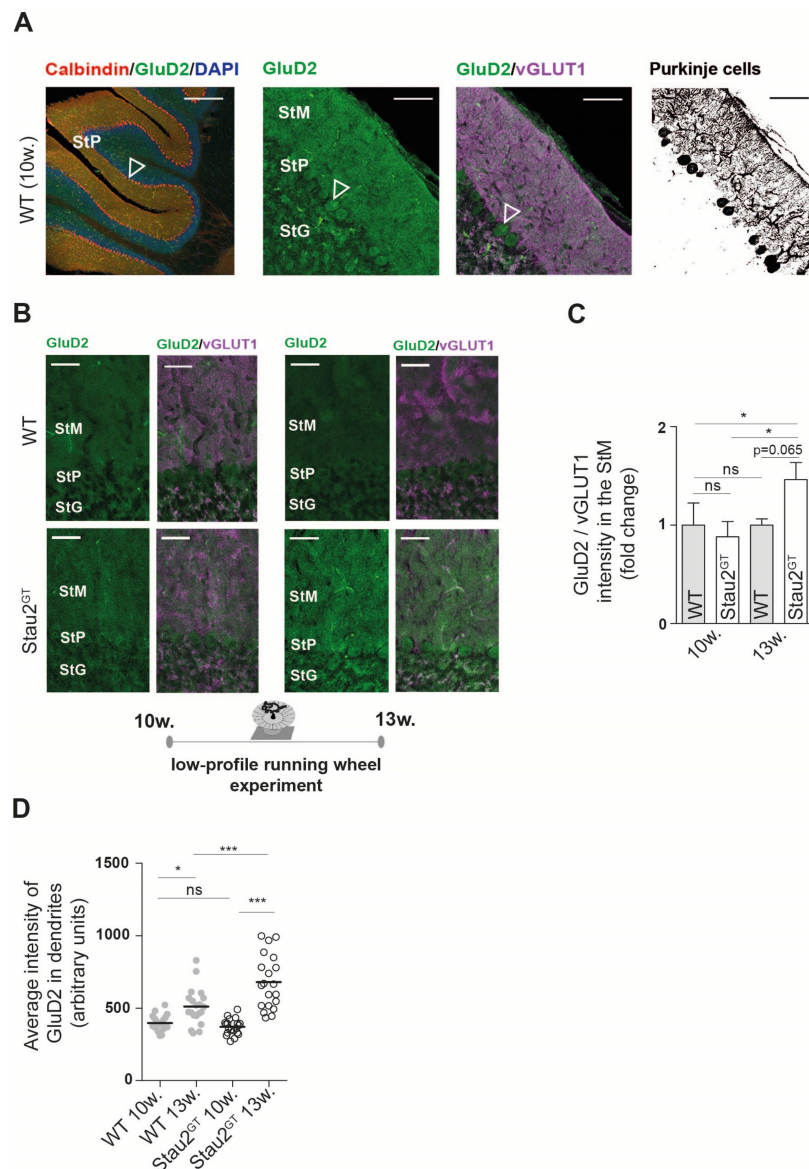 A
Calbindin/GluD2/DAPI
GluD2
GluD2/vGLUT1
Purkinje cells
WT (10w.)
StP
StM
StP
StG
B
GluD2
GluD2/vGLUT1
GluD2
GluD2/vGLUT1
WT
StM
StM
StP
StP
StG
StG
Stau2GT
StM
StM
StP
StP
StG
StG
10w.
13w.
low-profile running wheel
experiment
C
GluD2 / vGLUT1
intensity in the StM
(fold change)
2
1
0
*
*
p=0.065
ns
ns
WT
Stau2GT
WT
Stau2GT
10w.
13w.
D
Average intensity of
GluD2 in dendrites
(arbitrary units)
1500
1000
500
0
*
***
ns
***
WT 10w.
WT 13w.
Stau2GT 10w.
Stau2GT 13w.